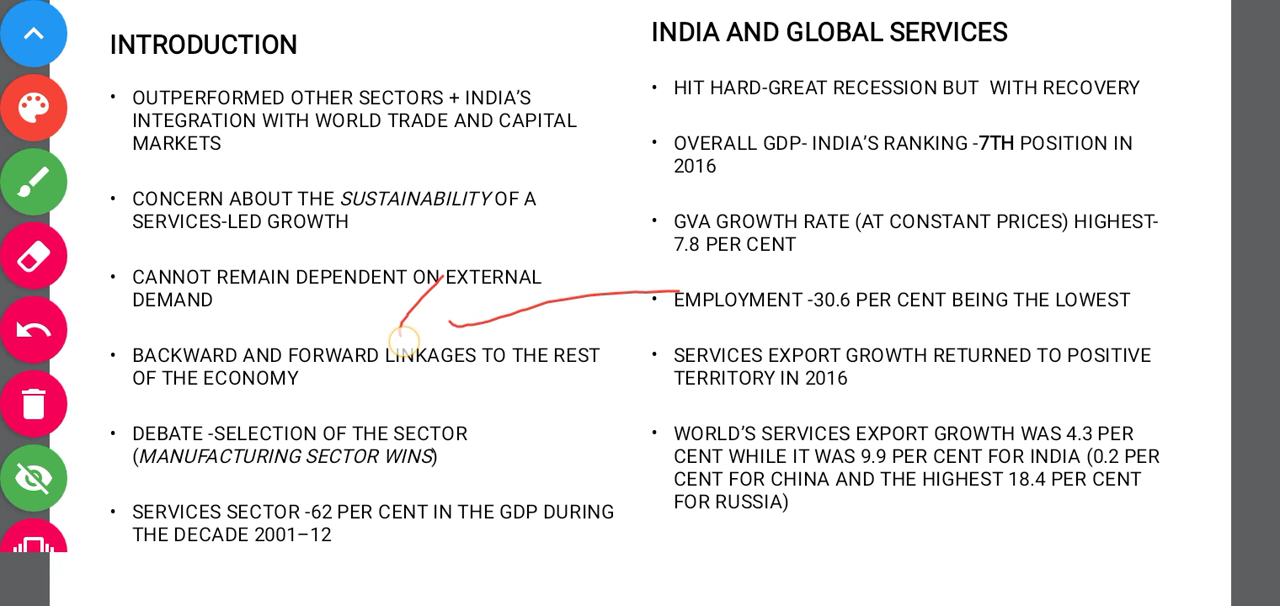 INTRODUCTION
• OUTPERFORMED OTHER SECTORS + INDIA’S
INTEGRATION WITH WORLD TRADE AND CAPITAL
MARKETS
• CONCERN ABOUT THE SUSTAINABILITY OF A
SERVICES-LED GROWTH
• CANNOT REMAIN DEPENDENT ON EXTERNAL
DEMAND
• BACKWARD AND FORWARD LINKAGES TO THE REST
OF THE ECONOMY
• DEBATE -SELECTION OF THE SECTOR
(MANUFACTURING SECTOR WINS)
• SERVICES SECTOR -62 PER CENT IN THE GDP DURING
THE DECADE 2001–12
INDIA AND GLOBAL SERVICES
• HIT HARD-GREAT RECESSION BUT WITH RECOVERY
• OVERALL GDP- INDIA’S RANKING -7TH POSITION IN
2016
• GVA GROWTH RATE (AT CONSTANT PRICES) HIGHEST-
7.8 PER CENT
• EMPLOYMENT -30.6 PER CENT BEING THE LOWEST
• SERVICES EXPORT GROWTH RETURNED TO POSITIVE
TERRITORY IN 2016
• WORLD’S SERVICES EXPORT GROWTH WAS 4.3 PER
CENT WHILE IT WAS 9.9 PER CENT FOR INDIA (0.2 PER
CENT FOR CHINA AND THE HIGHEST 18.4 PER CENT
FOR RUSSIA)